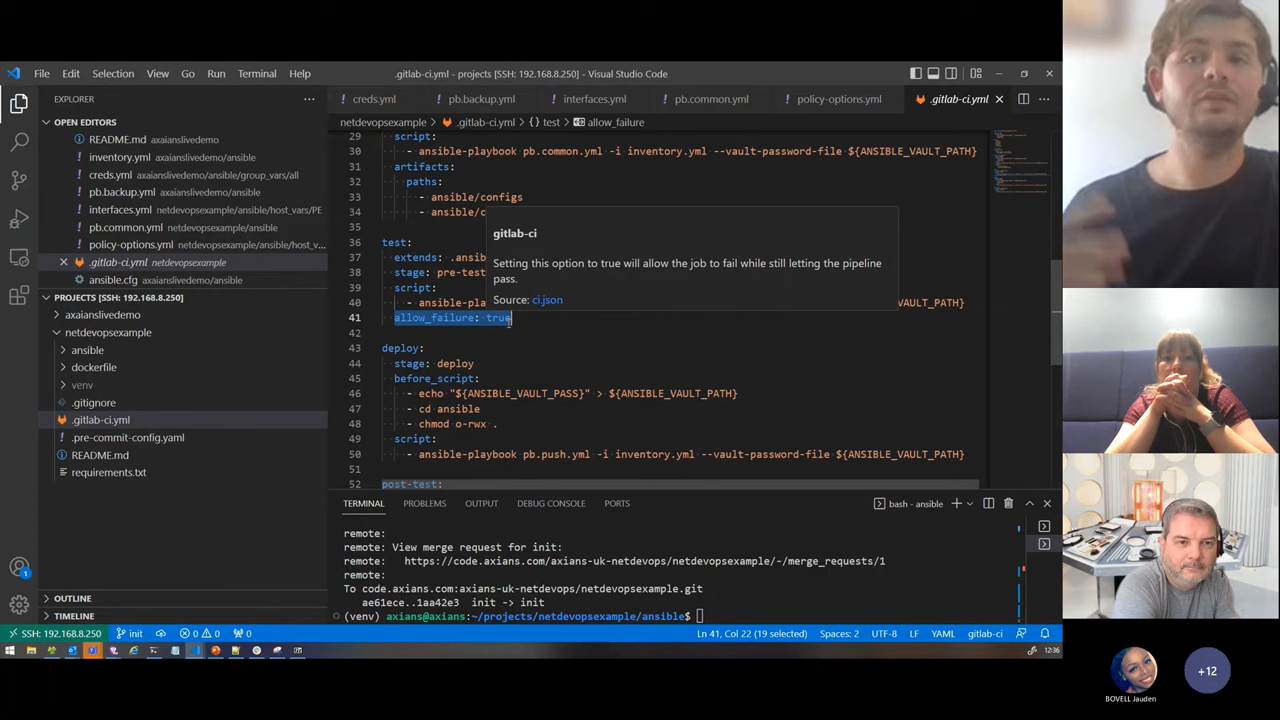 File Edit Selection View Go Run Terminal Help
.gitlab-ci.yml - projects [SSH: 192.168.8.250] - Visual Studio Code
EXPLORER
OPEN EDITORS
README.md axaianslivedemo
inventory.yml axaianslivedemo/ansible
creds.yml axaianslivedemo/ansible/group_vars/all
pb.backup.yml axaianslivedemo/ansible
interfaces.yml axaianslivedemo/ansible/host_vars/PE
pb.common.yml axaianslivedemo/ansible
policy-options.yml axaianslivedemo/ansible/host_v...
.gitlab-ci.yml netdevopsexample
ansible.cfg axaianslivedemo/ansible
PROJECTS [SSH: 192.168.8.250]
axaianslivedemo
netdevopsexample
ansible
dockerfile
venv
.gitignore
.gitlab-ci.yml
.pre-commit-config.yaml
README.md
requirements.txt
OUTLINE
TIMELINE
creds.yml pb.backup.yml interfaces.yml pb.common.yml policy-options.yml .gitlab-ci.yml
netdevopsexample > .gitlab-ci.yml > {} test > allow_failure
29 script:
30 - ansible-playbook pb.common.yml -i inventory.yml --vault-password-file ${ANSIBLE_VAULT_PATH}
31 artifacts:
32 paths:
33 - ansible/configs
34 - ansible/c
35
36 test:
37 extends: .ansib
38 stage: pre-test
39 script:
40 - ansible-pla VAULT_PATH}
41 allow_failure: true
42
43 deploy:
44 stage: deploy
45 before_script:
46 - echo "${ANSIBLE_VAULT_PASS}" > ${ANSIBLE_VAULT_PATH}
47 - cd ansible
48 - chmod o-rwx .
49 script:
50 - ansible-playbook pb.push.yml -i inventory.yml --vault-password-file ${ANSIBLE_VAULT_PATH}
51
52 post-test:
gitlab-ci
Setting this option to true will allow the job to fail while still letting the pipeline
pass.
Source: ci.json
TERMINAL PROBLEMS OUTPUT DEBUG CONSOLE PORTS
bash - ansible
remote:
remote: View merge request for init:
remote: https://code.axians.com/axians-uk-netdevops/netdevopsexample/-/merge_requests/1
remote:
To code.axians.com:axians-uk-netdevops/netdevopsexample.git
ae61ece..1aa42e3 init -> init
(venv) axians@axians:~/projects/netdevopsexample/ansible$
1
SSH: 192.168.8.250 init 0 0 0 Ln 41, Col 22 (19 selected) Spaces: 2 UTF-8 LF YAML gitlab-ci
12:36
BOVELL Jauden
+12